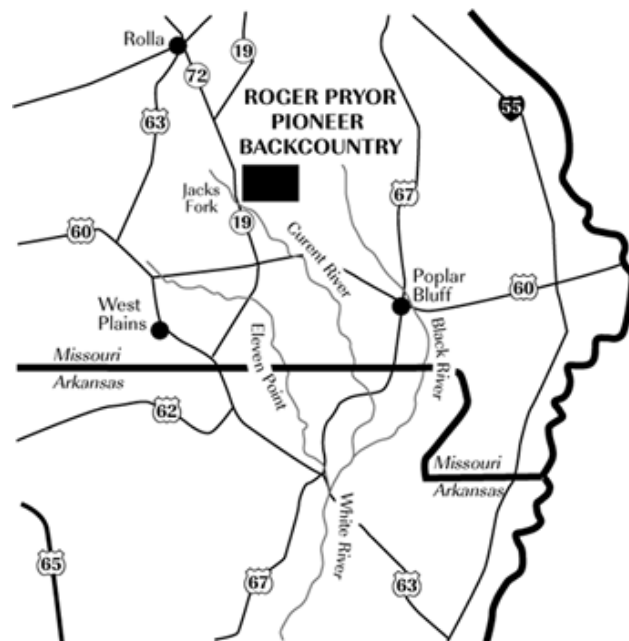 Rolla
19
72
ROGER PRYOR
PIONEER
BACKCOUNTRY
55
63
Jacks
Fork
67
19
60
Curent River
Poplar
Bluff
60
West
Plains
Eleven Point
Black River
Missouri
Arkansas
62
Missouri
Arkansas
White River
65
67
63